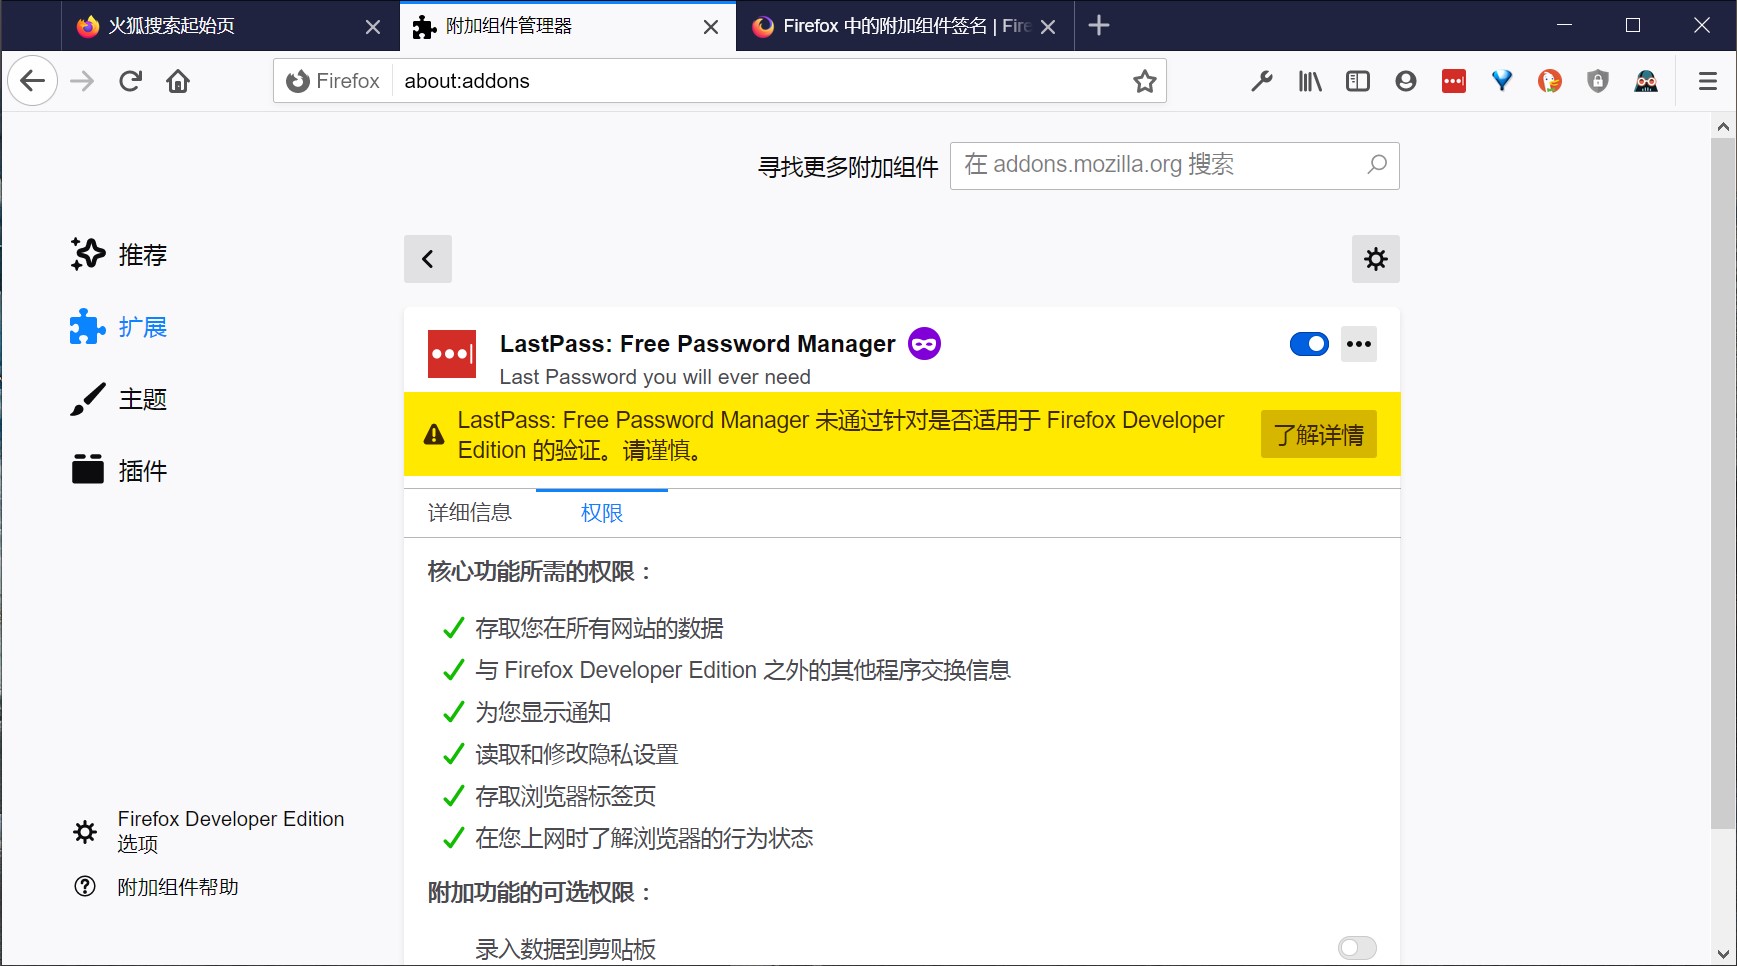 火狐搜索起始页
附加组件管理器
Firefox 中的附加组件签名 | Fire
Firefox
about:addons
寻找更多附加组件
在 addons.mozilla.org 搜索
推荐
扩展
主题
插件
LastPass: Free Password Manager
Last Password you will ever need
LastPass: Free Password Manager 未通过针对是否适用于 Firefox Developer
Edition 的验证。请谨慎。
了解详情
详细信息
权限
核心功能所需的权限：
存取您在所有网站的数据
与 Firefox Developer Edition 之外的其他程序交换信息
为您显示通知
读取和修改隐私设置
存取浏览器标签页
在您上网时了解浏览器的行为状态
附加功能的可选权限：
录入数据到剪贴板
Firefox Developer Edition
选项
附加组件帮助